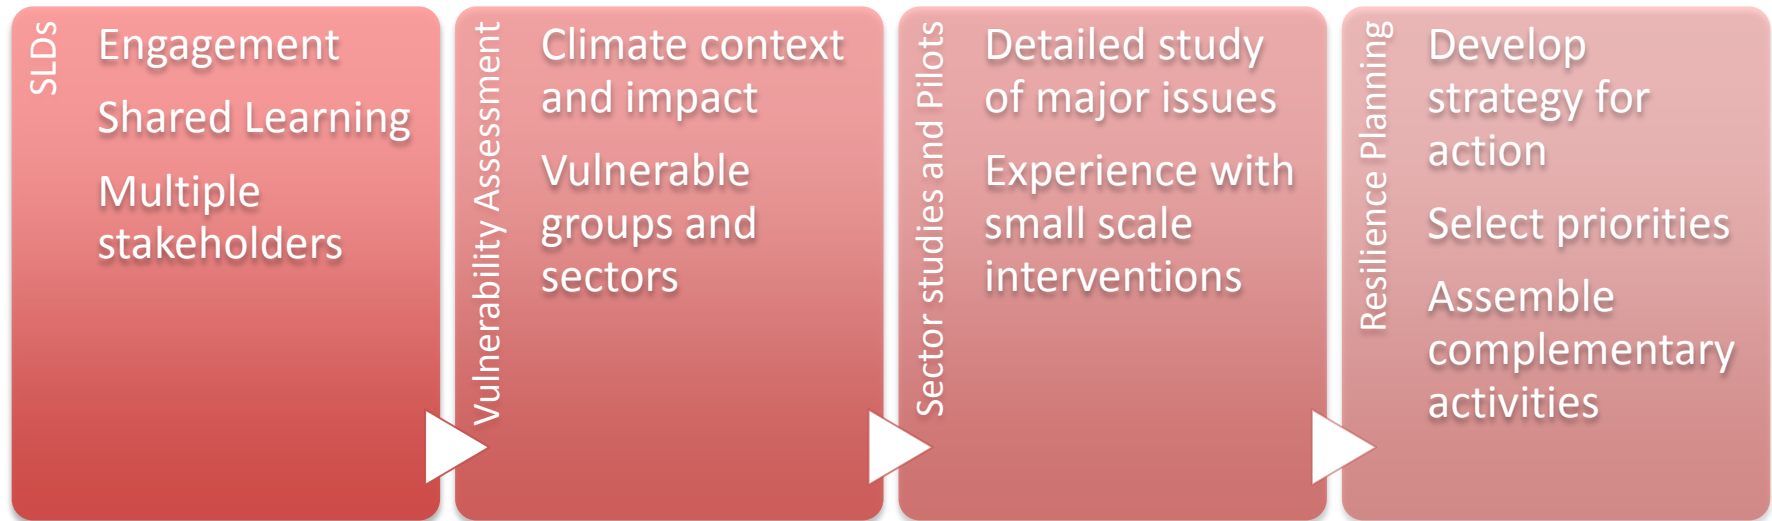 SLDs
Engagement
Shared Learning
Multiple
stakeholders
Vulnerability Assessment
Climate context
and impact
Vulnerable
groups and
sectors
Sector studies and Pilots
Detailed study
of major issues
Experience with
small scale
interventions
Resilience Planning
Develop
strategy for
action
Select priorities
Assemble
complementary
activities